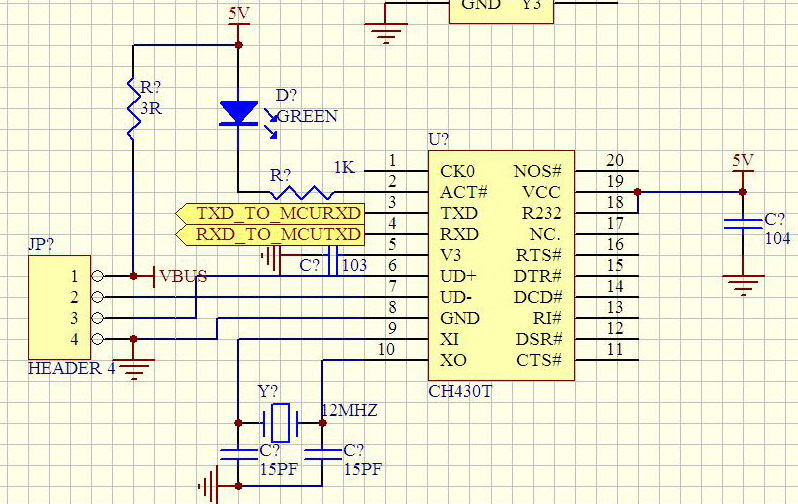 GND Y3
5V
R?
3R
D?
GREEN
U?
R? 1K
1 CK0 NOS# 20
2 ACT# VCC 19
3 TXD R232 18
4 RXD NC. 17
5 V3 RTS# 16
6 UD+ DTR# 15
7 UD- DCD# 14
8 GND RI# 13
9 XI DSR# 12
10 XO CTS# 11
CH430T
TXD_TO_MCURXD
RXD_TO_MCUTXD
C? 103
5V
C?
104
JP?
1
2
3
4
HEADER 4
VBUS
Y?
12MHZ
C?
15PF
C?
15PF